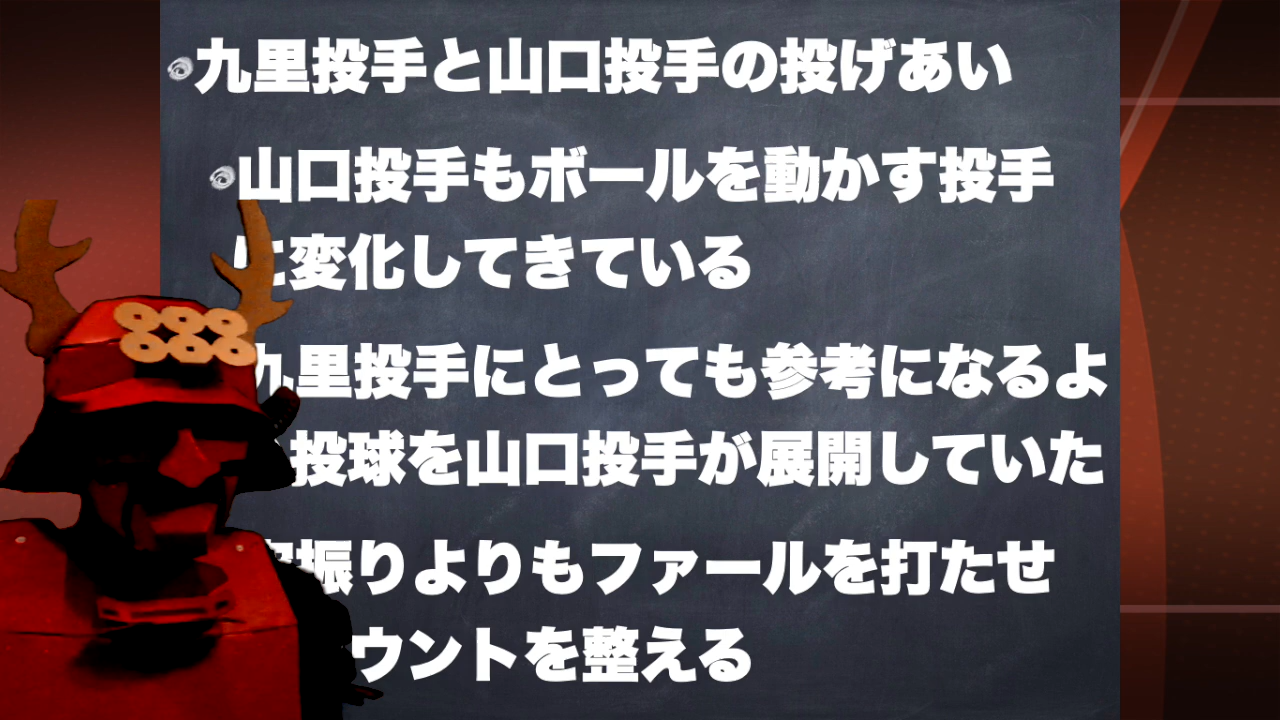 九里投手と山口投手の投げあい
山口投手もボールを動かす投手
に変化してきている
九里投手にとっても参考になるよ
投球を山口投手が展開していた
振りよりもファールを打たせ
ウントを整える